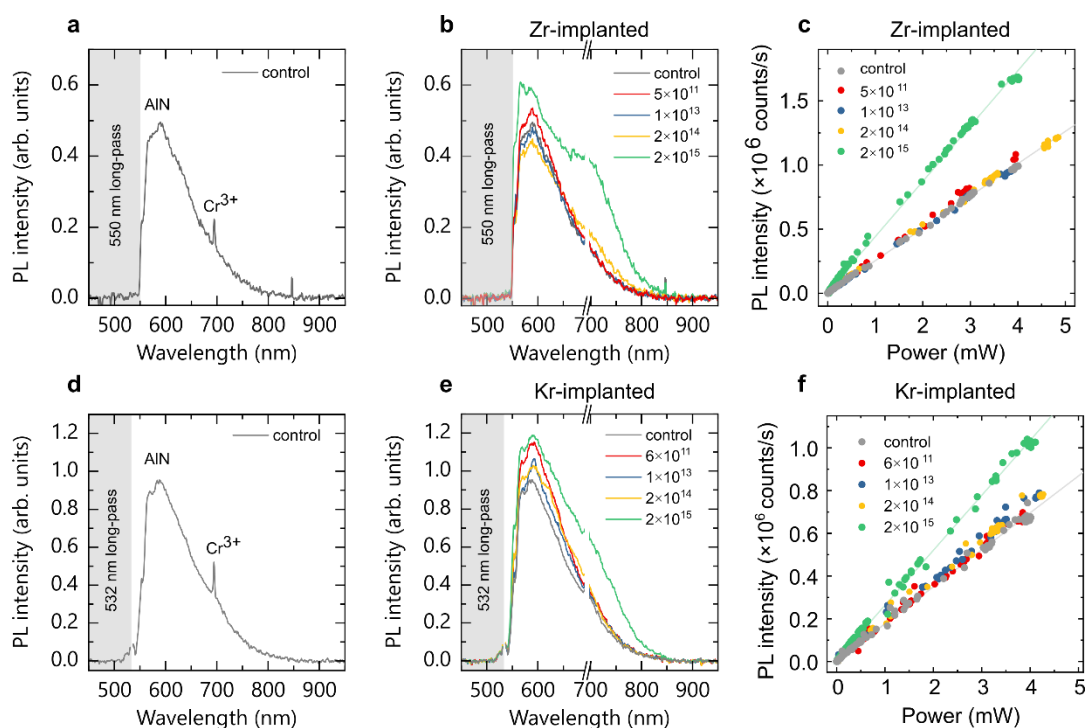 a
PL intensity (arb. units)
0.6
0.4
0.2
0.0
550 nm long-pass
AlN
Cr³⁺
control
500 600 700 800 900
Wavelength (nm)
b
Zr-implanted
PL intensity (arb. units)
0.6
0.4
0.2
0.0
550 nm long-pass
control
5×10¹¹
1×10¹³
2×10¹⁴
2×10¹⁵
500 600 700 800 900
Wavelength (nm)
c
Zr-implanted
PL intensity (×10⁶ counts/s)
1.5
1.0
0.5
0.0
control
5×10¹¹
1×10¹³
2×10¹⁴
2×10¹⁵
0 1 2 3 4 5
Power (mW)
d
PL intensity (arb. units)
1.2
1.0
0.8
0.6
0.4
0.2
0.0
532 nm long-pass
AlN
Cr³⁺
control
500 600 700 800 900
Wavelength (nm)
e
Kr-implanted
PL intensity (arb. units)
1.2
1.0
0.8
0.6
0.4
0.2
0.0
532 nm long-pass
control
6×10¹¹
1×10¹³
2×10¹⁴
2×10¹⁵
500 600 700 800 900
Wavelength (nm)
f
Kr-implanted
PL intensity (×10⁶ counts/s)
1.0
0.8
0.6
0.4
0.2
0.0
control
6×10¹¹
1×10¹³
2×10¹⁴
2×10¹⁵
0 1 2 3 4 5
Power (mW)